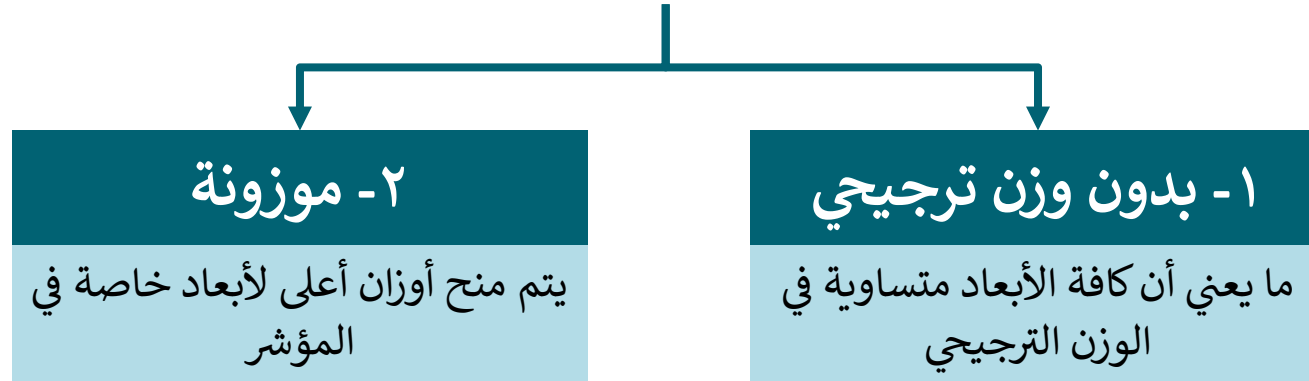 ١- بدون وزن ترجيحي
ما يعني أن كافة الأبعاد متساوية في
الوزن الترجيحي
٢- موزونة
يتم منح أوزان أعلى لأبعاد خاصة في
المؤشر